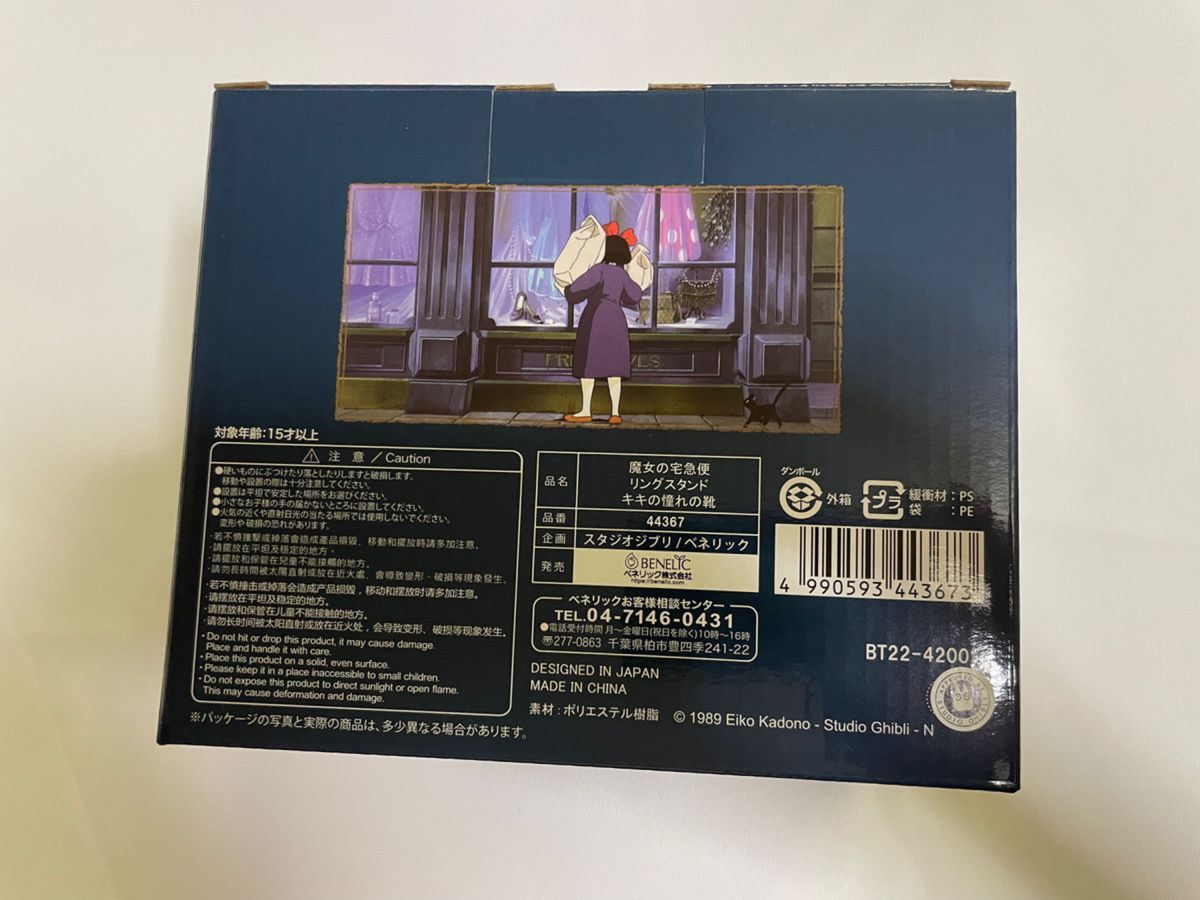 FR VES
対象年齢:15才以上
⚠ 注 意 / Caution
●硬いものにぶつけたり落としたりしますと破損します。
移動や設置の際は十分注意してください。
●設置は平坦で安定した場所をお選びください。
●小さなお子様の手の届かないところに設置してください。
●火気の近くや直射日光の当たる場所では使用しないでください。
変形や破損の恐れがあります。
・若不慎撞擊或掉落會造成產品損毀、移動和擺放時請多加注意。
・請擺放在平坦及穩定的地方。
・請擺放和保管在兒童不能接觸的地方。
・請勿長時間被太陽直射或放在近火處，會導致變形、破損等現象發生。
・若不慎撞击或掉落会造成产品损毁，移动和摆放时请多加注意。
・请摆放在平坦及稳定的地方。
・请摆放和保管在儿童不能接触的地方。
・请勿长时间被太阳直射或放在近火处，会导致变形、破损等现象发生。
・Do not hit or drop this product, it may cause damage.
Place and handle it with care.
・Place this product on a solid, even surface.
・Please keep it in a place inaccessible to small children.
・Do not expose this product to direct sunlight or open flame.
This may cause deformation and damage.
※パッケージの写真と実際の商品は、多少異なる場合があります。
品名
魔女の宅急便
リングスタンド
キキの憧れの靴
品番 44367
企画 スタジオジブリ / ベネリック
発売 BENELIC
ベネリック株式会社
https://benelic.com
ベネリックお客様相談センター
TEL.04-7146-0431
●電話受付時間 月～金曜日(祝日を除く)10時～16時
〒277-0863 千葉県柏市豊四季241-22
DESIGNED IN JAPAN
MADE IN CHINA
素材:ポリエステル樹脂
© 1989 Eiko Kadono - Studio Ghibli - N
ダンボール
外箱
プラ
緩衝材:PS
袋 :PE
4 990593 443673
BT22-4200